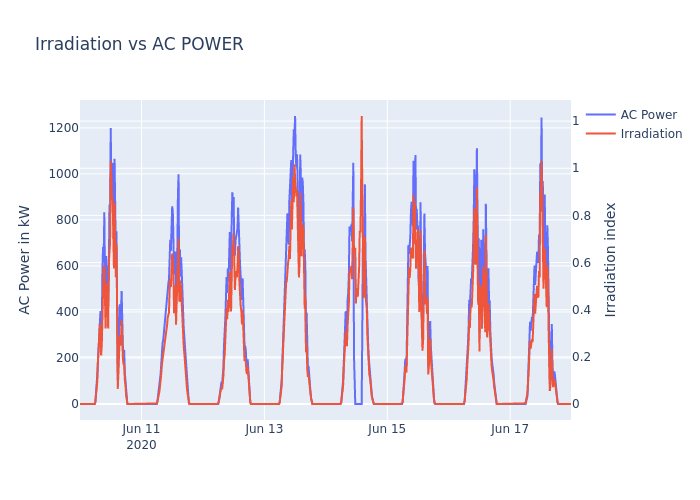 Irradiation vs AC POWER
AC Power
Irradiation
AC Power in kW
1200
1000
800
600
400
200
0
Irradiation index
1
1
0.8
0.6
0.4
0.2
0
Jun 11
2020
Jun 13
Jun 15
Jun 17